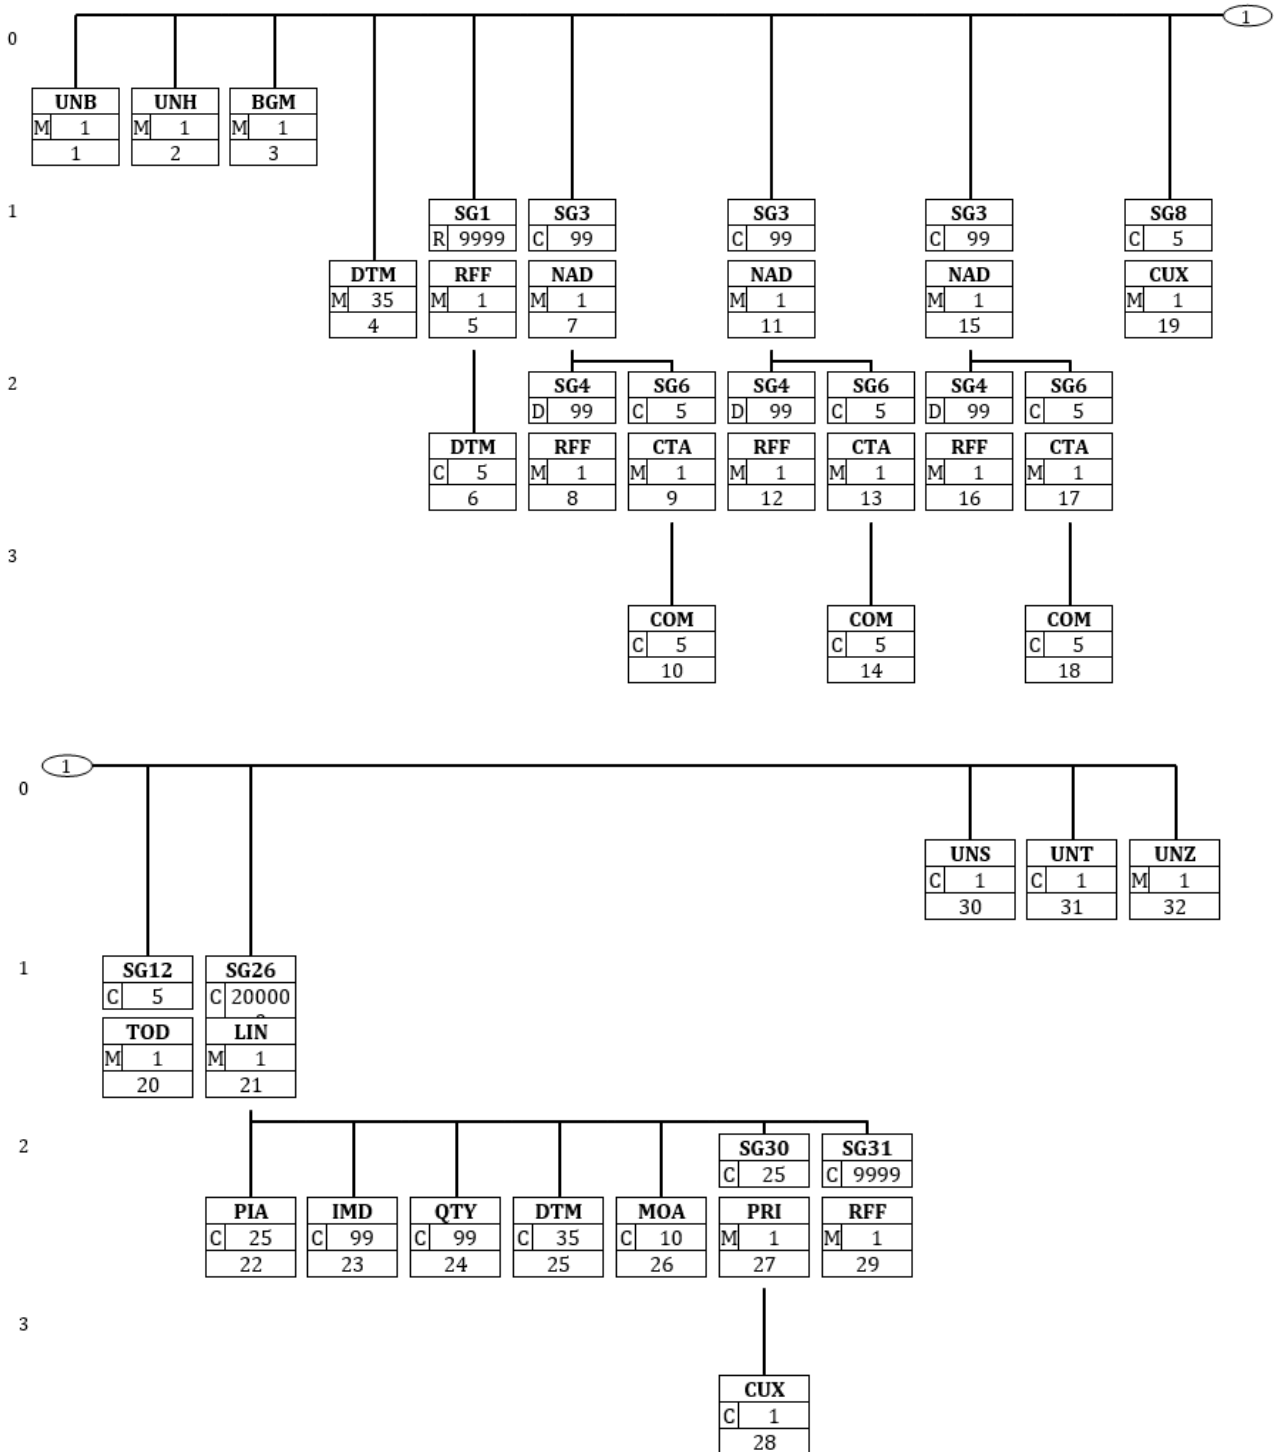 1
0
UNB UNH BGM
M 1 M 1 M 1
1 2 3
1
SG1 SG3 SG3 SG3 SG8
R 9999 C 99 C 99 C 99 C 5
DTM RFF NAD NAD NAD CUX
M 35 M 1 M 1 M 1 M 1 M 1
4 5 7 11 15 19
2
SG4 SG6 SG4 SG6 SG4 SG6
D 99 C 5 D 99 C 5 D 99 C 5
DTM RFF CTA RFF CTA RFF CTA
C 5 M 1 M 1 M 1 M 1 M 1 M 1
6 8 9 12 13 16 17
3
COM COM COM
C 5 C 5 C 5
10 14 18
1
0
UNS UNT UNZ
C 1 C 1 M 1
30 31 32
1
SG12 SG26
C 5 C 20000
TOD LIN
M 1 M 1
20 21
2
SG30 SG31
C 25 C 9999
PIA IMD QTY DTM MOA PRI RFF
C 25 C 99 C 99 C 35 C 10 M 1 M 1
22 23 24 25 26 27 29
3
CUX
C 1
28